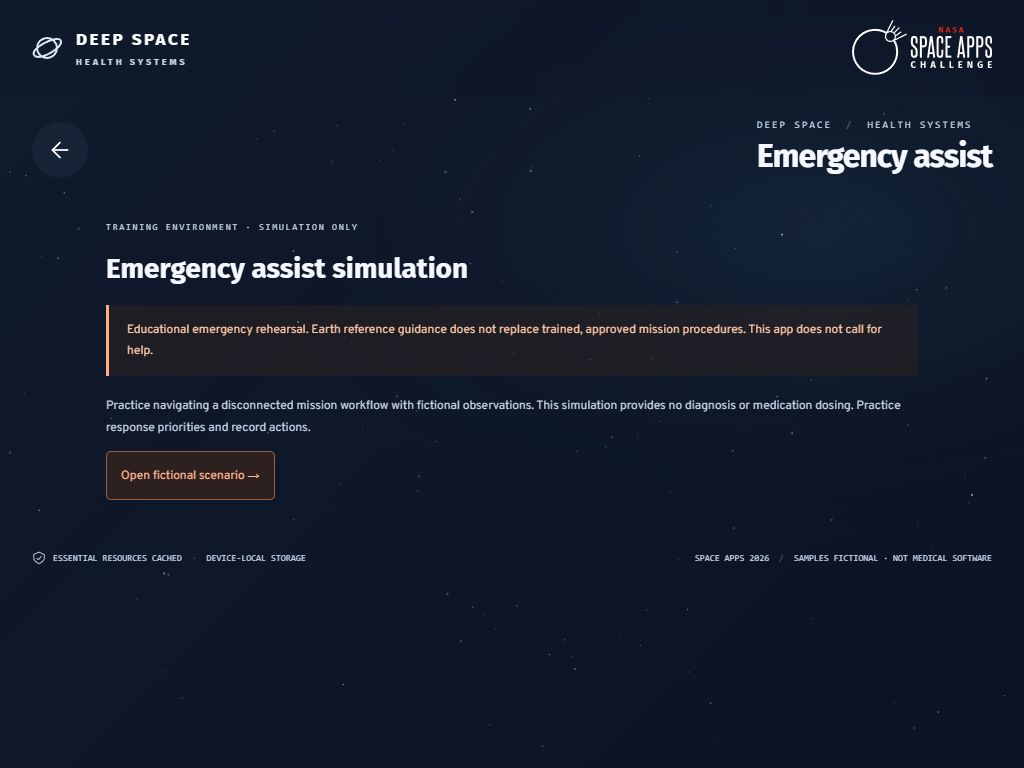 DEEP SPACE
HEALTH SYSTEMS
NASA
SPACE APPS
CHALLENGE
DEEP SPACE / HEALTH SYSTEMS
Emergency assist
TRAINING ENVIRONMENT · SIMULATION ONLY
Emergency assist simulation
Educational emergency rehearsal. Earth reference guidance does not replace trained, approved mission procedures. This app does not call for
help.
Practice navigating a disconnected mission workflow with fictional observations. This simulation provides no diagnosis or medication dosing. Practice
response priorities and record actions.
Open fictional scenario →
ESSENTIAL RESOURCES CACHED · DEVICE-LOCAL STORAGE
SPACE APPS 2026 / SAMPLES FICTIONAL · NOT MEDICAL SOFTWARE